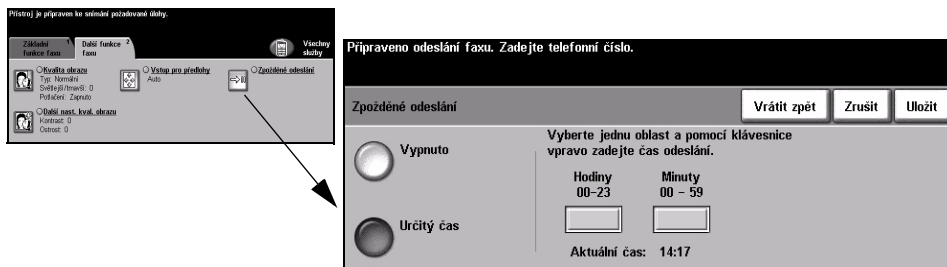 Přístroj je připraven ke snímání požadované úlohy.
Základní funkce faxu 1
Další funkce faxu 2
Všechny služby
Kvalita obrazu
Typ: Normální
Světlejší/tmavší: 0
Potlačení: Zapnuto
Další nast. kval. obrazu
Kontrast: 0
Ostrost: 0
Vstup pro předlohy
Auto
Zpožděné odeslání
Připraveno odeslání faxu. Zadejte telefonní číslo.
Zpožděné odeslání
Vrátit zpět
Zrušit
Uložit
Vypnuto
Určitý čas
Vyberte jednu oblast a pomocí klávesnice
vpravo zadejte čas odeslání.
Hodiny
00-23
Minuty
00 - 59
Aktuální čas: 14:17